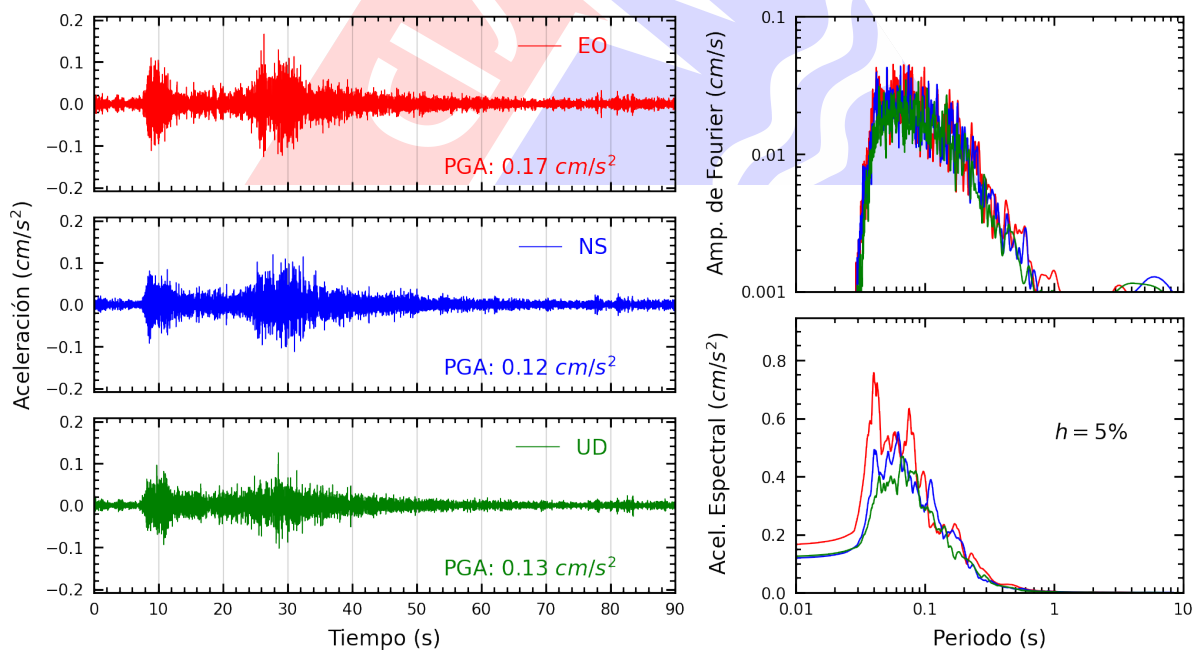 Aceleración (cm/s²)
0.2
0.1
0.0
−0.1
−0.2
EO
PGA: 0.17 cm/s²
0.2
0.1
0.0
−0.1
−0.2
NS
PGA: 0.12 cm/s²
0.2
0.1
0.0
−0.1
−0.2
UD
PGA: 0.13 cm/s²
0 10 20 30 40 50 60 70 80 90
Tiempo (s)
Amp. de Fourier (cm/s)
0.1
0.01
0.001
Acel. Espectral (cm/s²)
0.8
0.6
0.4
0.2
0.0
h = 5%
0.01 0.1 1 10
Periodo (s)